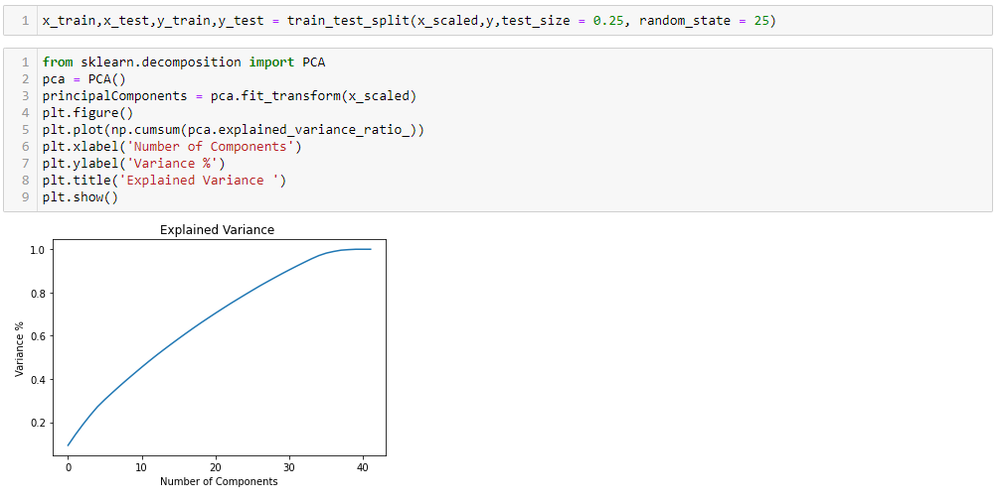 1 x_train,x_test,y_train,y_test = train_test_split(x_scaled,y,test_size = 0.25, random_state = 25)
1 from sklearn.decomposition import PCA
2 pca = PCA()
3 principalComponents = pca.fit_transform(x_scaled)
4 plt.figure()
5 plt.plot(np.cumsum(pca.explained_variance_ratio_))
6 plt.xlabel('Number of Components')
7 plt.ylabel('Variance %')
8 plt.title('Explained Variance ')
9 plt.show()
Explained Variance
1.0
0.8
0.6
0.4
0.2
Variance %
0 10 20 30 40
Number of Components